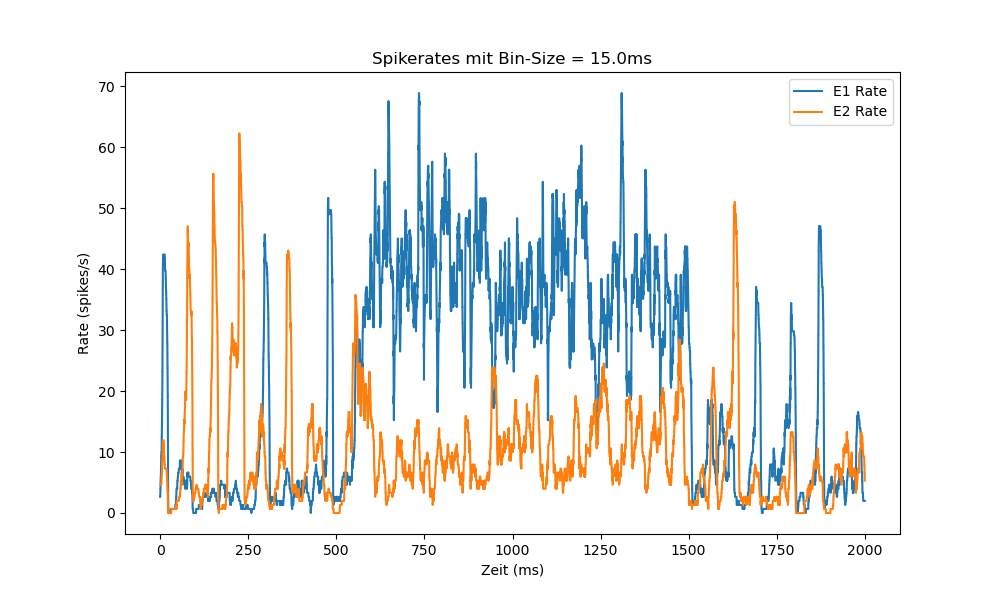 Spikerates mit Bin-Size = 15.0ms
E1 Rate
E2 Rate
70
60
50
40
30
20
10
0
Rate (spikes/s)
0 250 500 750 1000 1250 1500 1750 2000
Zeit (ms)